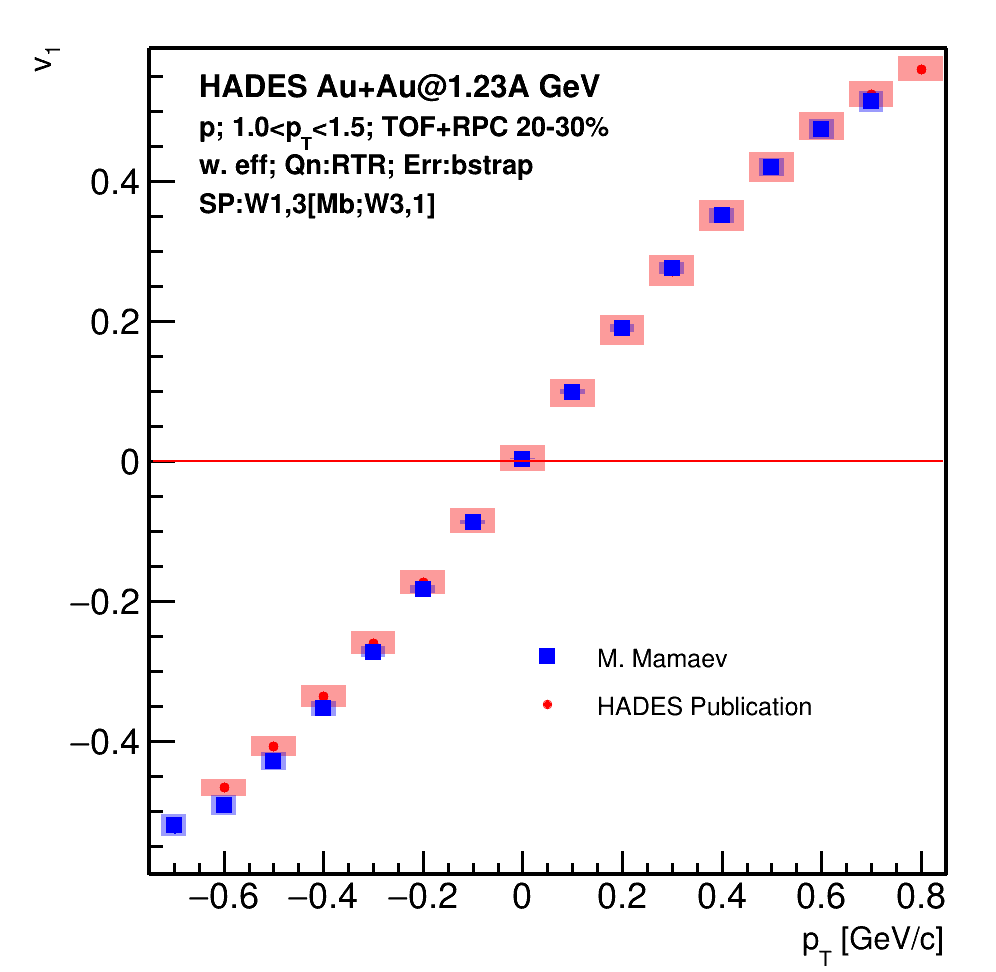 v1
HADES Au+Au@1.23A GeV
p; 1.0<pT<1.5; TOF+RPC 20-30%
w. eff; Qn:RTR; Err:bstrap
SP:W1,3[Mb;W3,1]
0.4
0.2
0
−0.2
−0.4
M. Mamaev
HADES Publication
−0.6 −0.4 −0.2 0 0.2 0.4 0.6 0.8
pT [GeV/c]